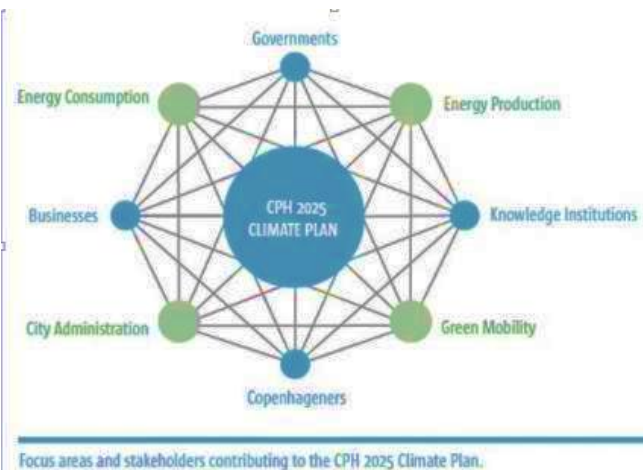 Governments
Energy Consumption
Energy Production
CPH 2025
CLIMATE PLAN
Businesses
Knowledge Institutions
City Administration
Green Mobility
Copenhageners
Focus areas and stakeholders contributing to the CPH 2025 Climate Plan.